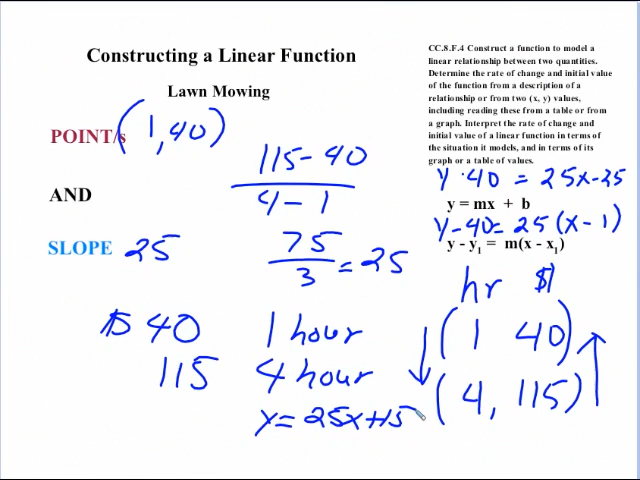 Constructing a Linear Function
Lawn Mowing
CC.8.F.4 Construct a function to model a
linear relationship between two quantities.
Determine the rate of change and initial value
of the function from a description of a
relationship or from two (x, y) values,
including reading these from a table or from
a graph. Interpret the rate of change and
initial value of a linear function in terms of
the situation it models, and in terms of its
graph or a table of values.
POINT/s (1,40)
115-40
4-1
AND
y-40 = 25x-25
y = mx + b
y-40=25(x-1)
y - y₁ = m(x - x₁)
SLOPE 25
75
3
=25
hr $
$40 1 hour
115 4 hour
(1 40)
(4, 115)
y=25x+15